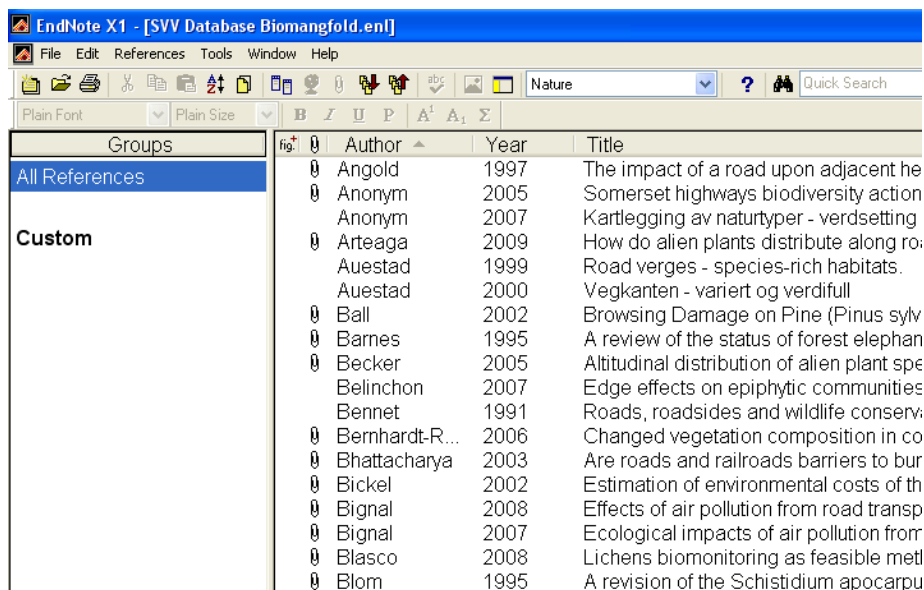 EndNote X1 - [SVV Database Biomangfold.enl]
File Edit References Tools Window Help
Nature ? Quick Search
Plain Font Plain Size B I U P A¹ A₁ Σ
Groups fig. Author Year Title
All References
Custom
Angold 1997 The impact of a road upon adjacent he
Anonym 2005 Somerset highways biodiversity action
Anonym 2007 Kartlegging av naturtyper - verdsetting
Arteaga 2009 How do alien plants distribute along roa
Auestad 1999 Road verges - species-rich habitats.
Auestad 2000 Vegkanten - variert og verdifull
Ball 2002 Browsing Damage on Pine (Pinus sylv
Barnes 1995 A review of the status of forest elephan
Becker 2005 Altitudinal distribution of alien plant spe
Belinchon 2007 Edge effects on epiphytic communities
Bennet 1991 Roads, roadsides and wildlife conserva
Bernhardt-R... 2006 Changed vegetation composition in co
Bhattacharya 2003 Are roads and railroads barriers to bur
Bickel 2002 Estimation of environmental costs of th
Bignal 2008 Effects of air pollution from road transp
Bignal 2007 Ecological impacts of air pollution from
Blasco 2008 Lichens biomonitoring as feasible met
Blom 1995 A revision of the Schistidium apocarpu